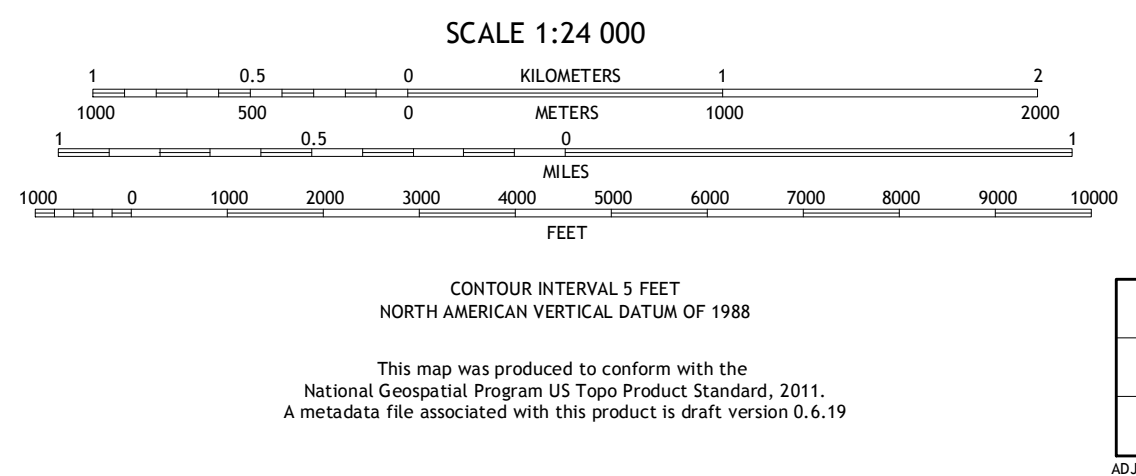 SCALE 1:24 000
1 0.5 0 KILOMETERS 1 2
1000 500 0 METERS 1000 2000
1 0.5 0 1
MILES
1000 0 1000 2000 3000 4000 5000 6000 7000 8000 9000 10000
FEET
CONTOUR INTERVAL 5 FEET
NORTH AMERICAN VERTICAL DATUM OF 1988
This map was produced to conform with the
National Geospatial Program US Topo Product Standard, 2011.
A metadata file associated with this product is draft version 0.6.19
ADJ